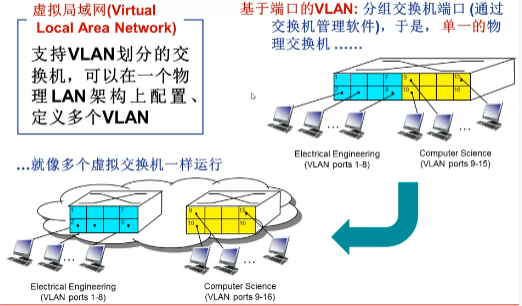 虚拟局域网(Virtual
Local Area Network)
支持VLAN划分的交
换机，可以在一个物
理LAN架构上配置、
定义多个VLAN
基于端口的VLAN: 分组交换机端口 (通过
交换机管理软件)，于是， 单一的物
理交换机 ……
1
7
9
15
2
8
10
16
...
...
Electrical Engineering
(VLAN ports 1-8)
Computer Science
(VLAN ports 9-15)
…就像多个虚拟交换机一样运行
1
7
9
15
2
8
10
16
...
...
Electrical Engineering
(VLAN ports 1-8)
Computer Science
(VLAN ports 9-16)